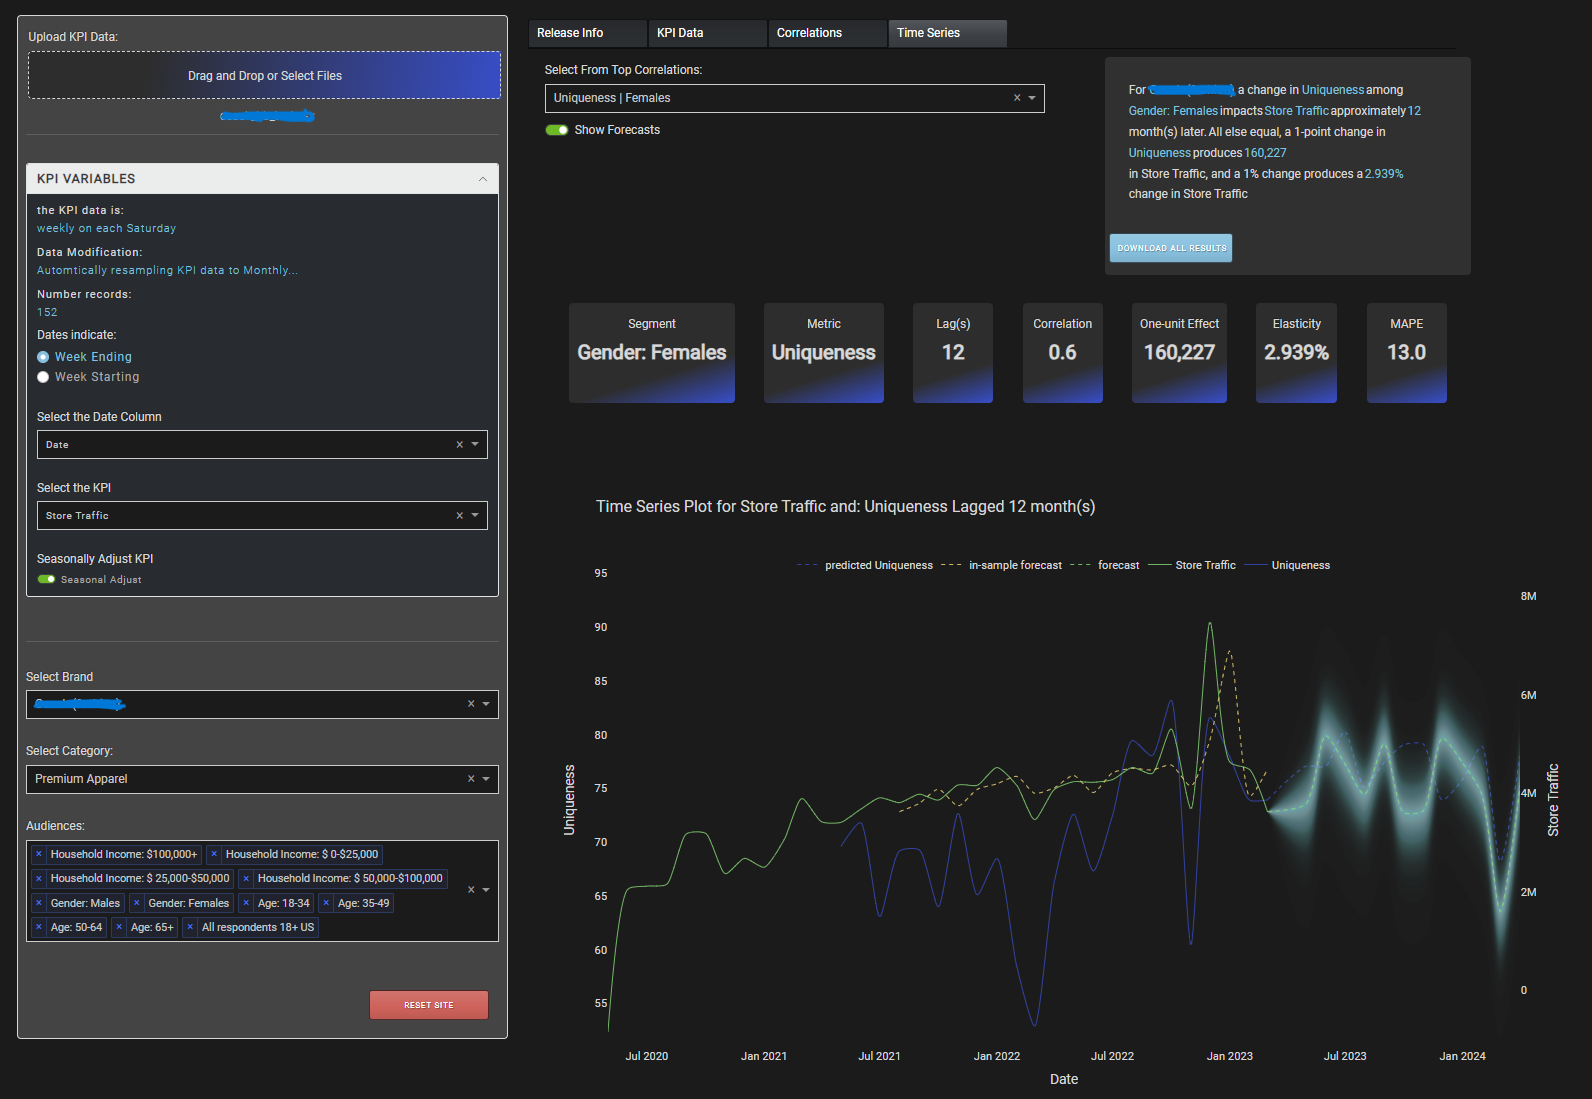 Upload KPI Data:
Drag and Drop or Select Files
KPI VARIABLES
the KPI data is:
weekly on each Saturday
Data Modification:
Automtically resampling KPI data to Monthly...
Number records:
152
Dates indicate:
Week Ending
Week Starting
Select the Date Column
Date
Select the KPI
Store Traffic
Seasonally Adjust KPI
Seasonal Adjust
Select Brand
Select Category:
Premium Apparel
Audiences:
× Household Income: $100,000+ × Household Income: $ 0-$25,000
× Household Income: $ 25,000-$50,000 × Household Income: $ 50,000-$100,000
× Gender: Males × Gender: Females × Age: 18-34 × Age: 35-49
× Age: 50-64 × Age: 65+ × All respondents 18+ US
RESET SITE
Release Info KPI Data Correlations Time Series
Select From Top Correlations:
Uniqueness | Females
Show Forecasts
For a change in Uniqueness among
Gender: Females impacts Store Traffic approximately 12
month(s) later. All else equal, a 1-point change in
Uniqueness produces 160,227
in Store Traffic, and a 1% change produces a 2.939%
change in Store Traffic
DOWNLOAD ALL RESULTS
Segment Metric Lag(s) Correlation One-unit Effect Elasticity MAPE
Gender: Females Uniqueness 12 0.6 160,227 2.939% 13.0
Time Series Plot for Store Traffic and: Uniqueness Lagged 12 month(s)
predicted Uniqueness in-sample forecast forecast Store Traffic Uniqueness
95
90
85
80
75
70
65
60
55
Uniqueness
8M
6M
4M
2M
0
Store Traffic
Jul 2020 Jan 2021 Jul 2021 Jan 2022 Jul 2022 Jan 2023 Jul 2023 Jan 2024
Date